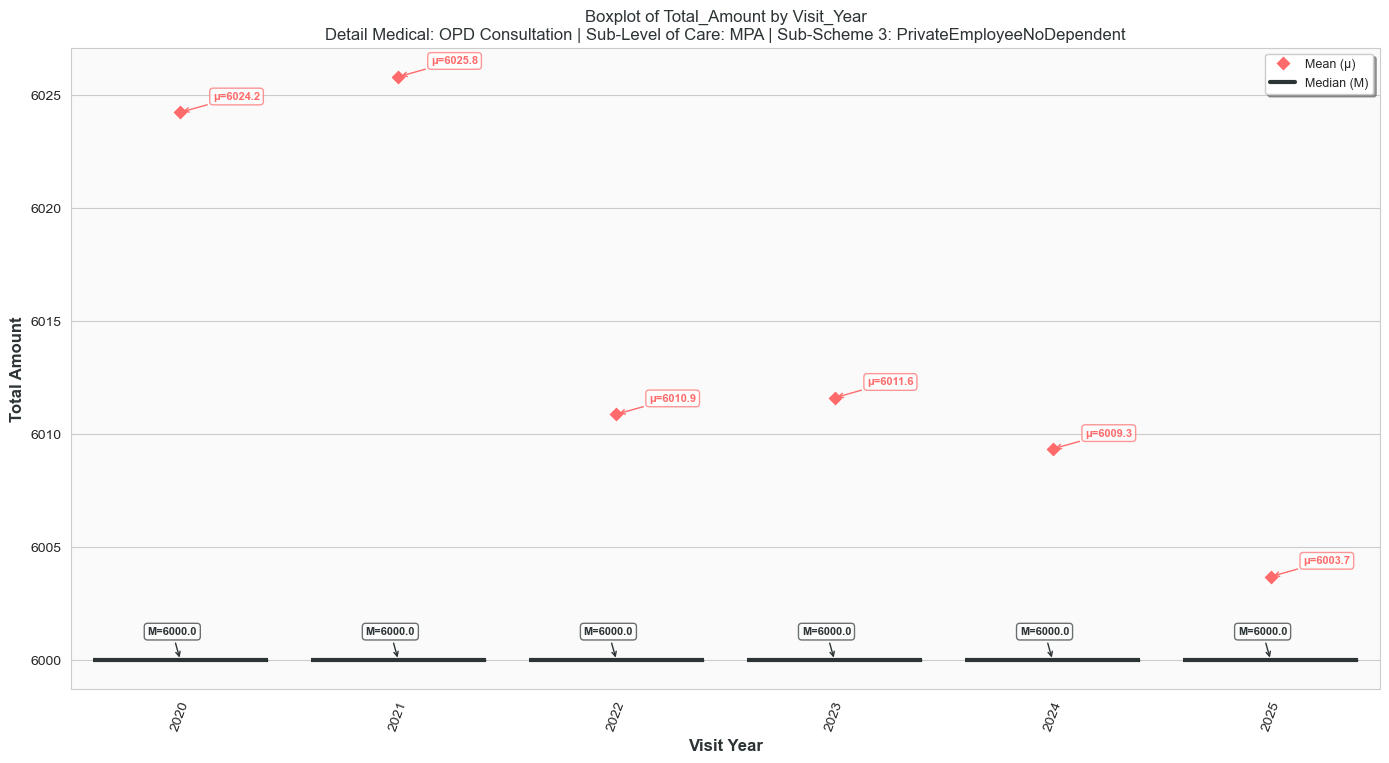 Boxplot of Total_Amount by Visit_Year
Detail Medical: OPD Consultation | Sub-Level of Care: MPA | Sub-Scheme 3: PrivateEmployeeNoDependent
Mean (μ)
Median (M)
Total Amount
6025
6020
6015
6010
6005
6000
μ=6024.2
μ=6025.8
μ=6010.9
μ=6011.6
μ=6009.3
μ=6003.7
M=6000.0
M=6000.0
M=6000.0
M=6000.0
M=6000.0
M=6000.0
2020
2021
2022
2023
2024
2025
Visit Year